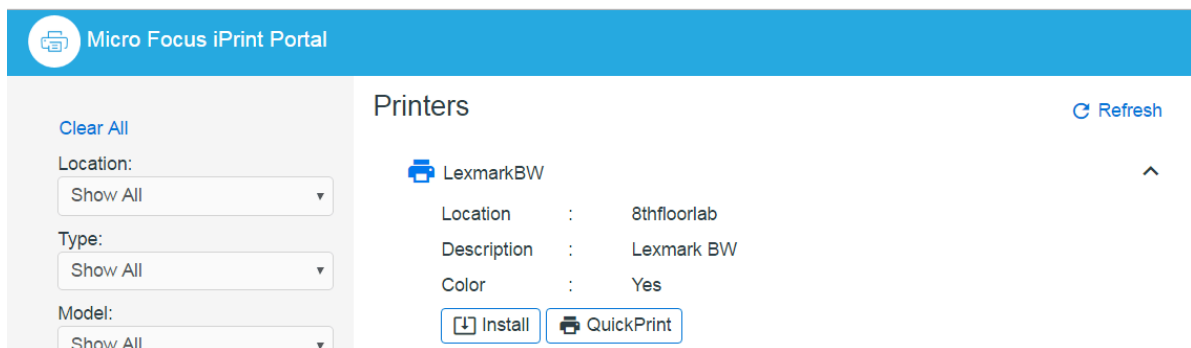 Micro Focus iPrint Portal
Clear All
Location:
Show All
Type:
Show All
Model:
Show All
Printers
Refresh
LexmarkBW
Location : 8thfloorlab
Description : Lexmark BW
Color : Yes
Install QuickPrint